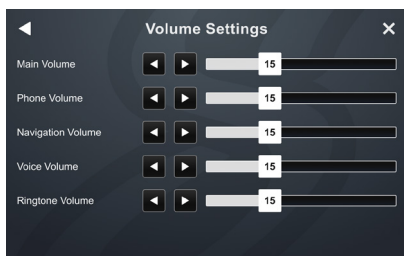 Volume Settings
Main Volume 15
Phone Volume 15
Navigation Volume 15
Voice Volume 15
Ringtone Volume 15